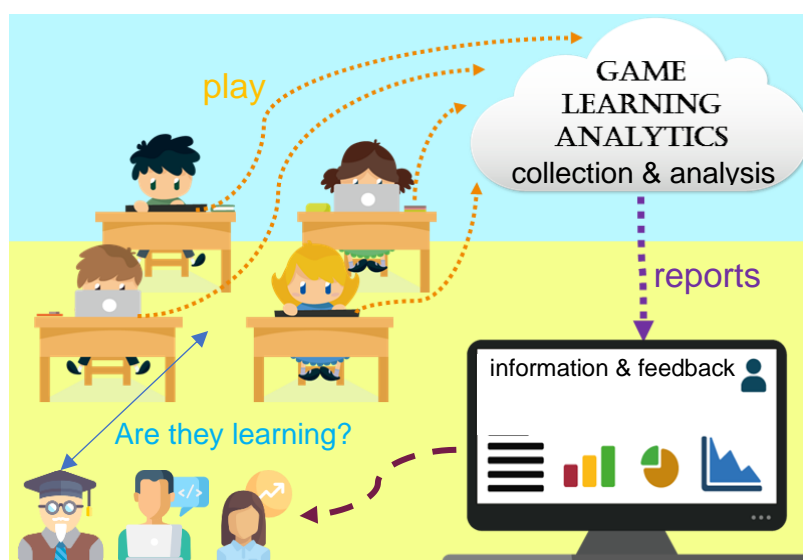 play
GAME
LEARNING
ANALYTICS
collection & analysis
reports
information & feedback
Are they learning?
</>